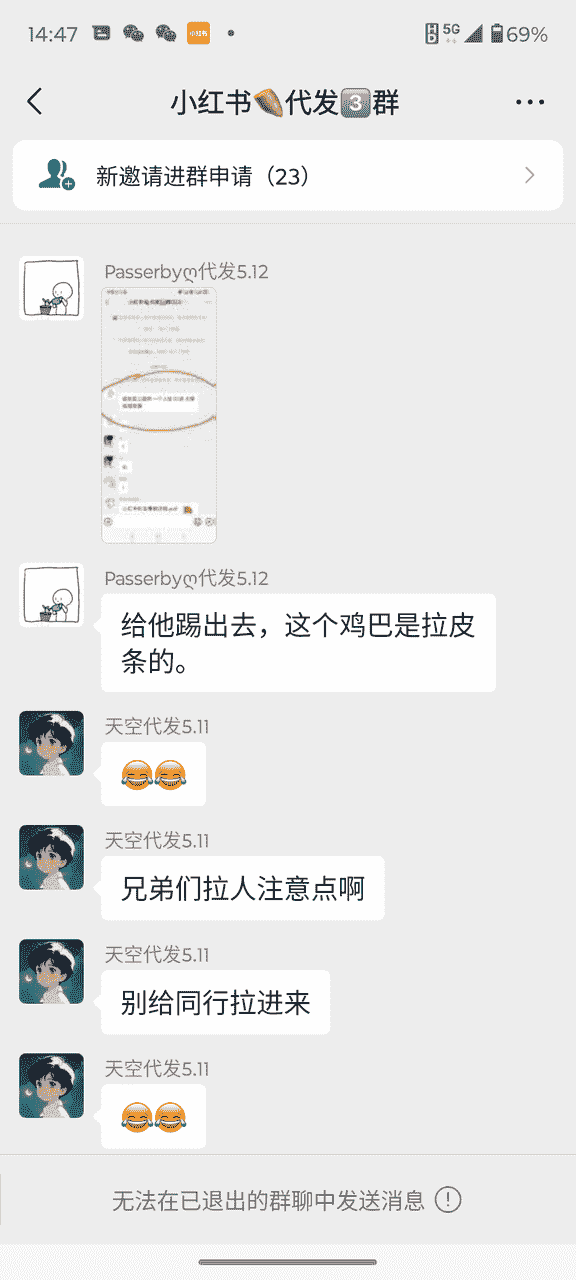 14:47
小红书
5G
69%
小红书🪶代发3️⃣群
新邀请进群申请（23）
Passerbyღ代发5.12
Passerbyღ代发5.12
给他踢出去，这个鸡巴是拉皮
条的。
天空代发5.11
😂😂
天空代发5.11
兄弟们拉人注意点啊
天空代发5.11
别给同行拉进来
天空代发5.11
😂😂
无法在已退出的群聊中发送消息